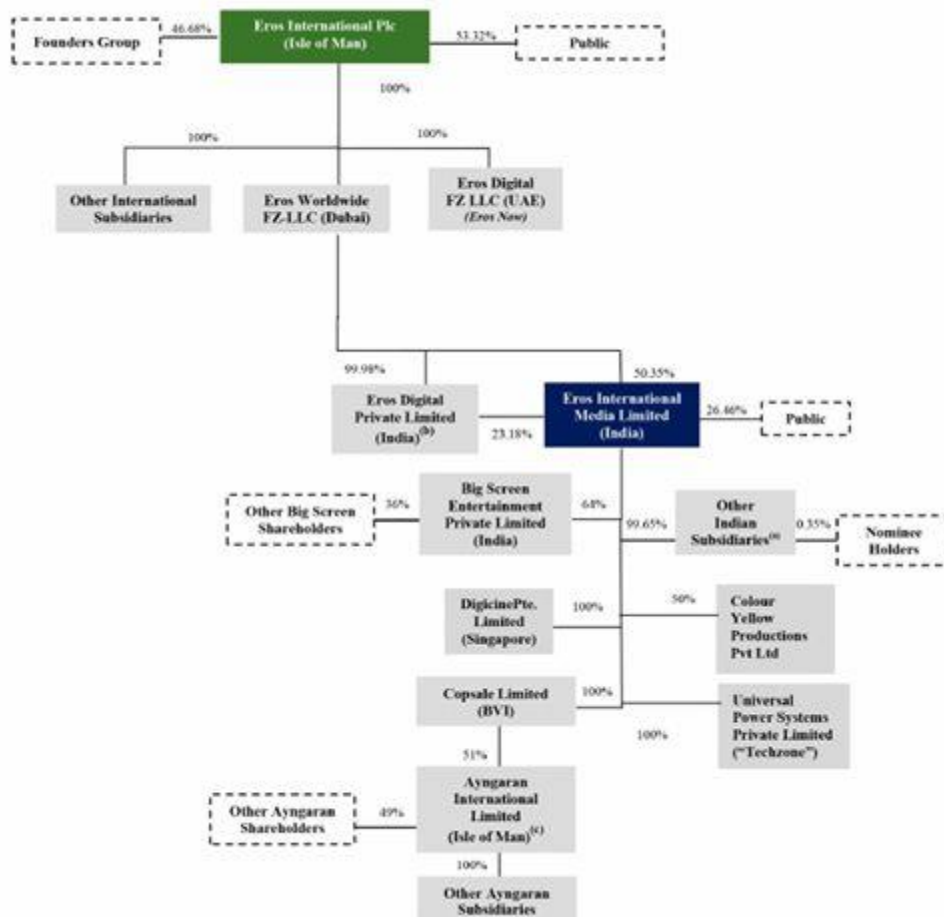 Founders Group
46.68%
Eros International Plc
(Isle of Man)
53.32%
Public
100%
100%
100%
Other International
Subsidiaries
Eros Worldwide
FZ-LLC (Dubai)
Eros Digital
FZ LLC (UAE)
(Eros Now)
99.98%
50.35%
Eros Digital
Private Limited
(India)(b)
23.18%
Eros International
Media Limited
(India)
26.46%
Public
Other Big Screen
Shareholders
36%
Big Screen
Entertainment
Private Limited
(India)
64%
99.65%
Other
Indian
Subsidiaries(a)
0.35%
Nominee
Holders
DigicinePte.
Limited
(Singapore)
100%
50%
Colour
Yellow
Productions
Pvt Ltd
Copsale Limited
(BVI)
100%
100%
Universal
Power Systems
Private Limited
("Techzone")
51%
Other Ayngaran
Shareholders
49%
Ayngaran
International
Limited
(Isle of Man)(c)
100%
Other Ayngaran
Subsidiaries